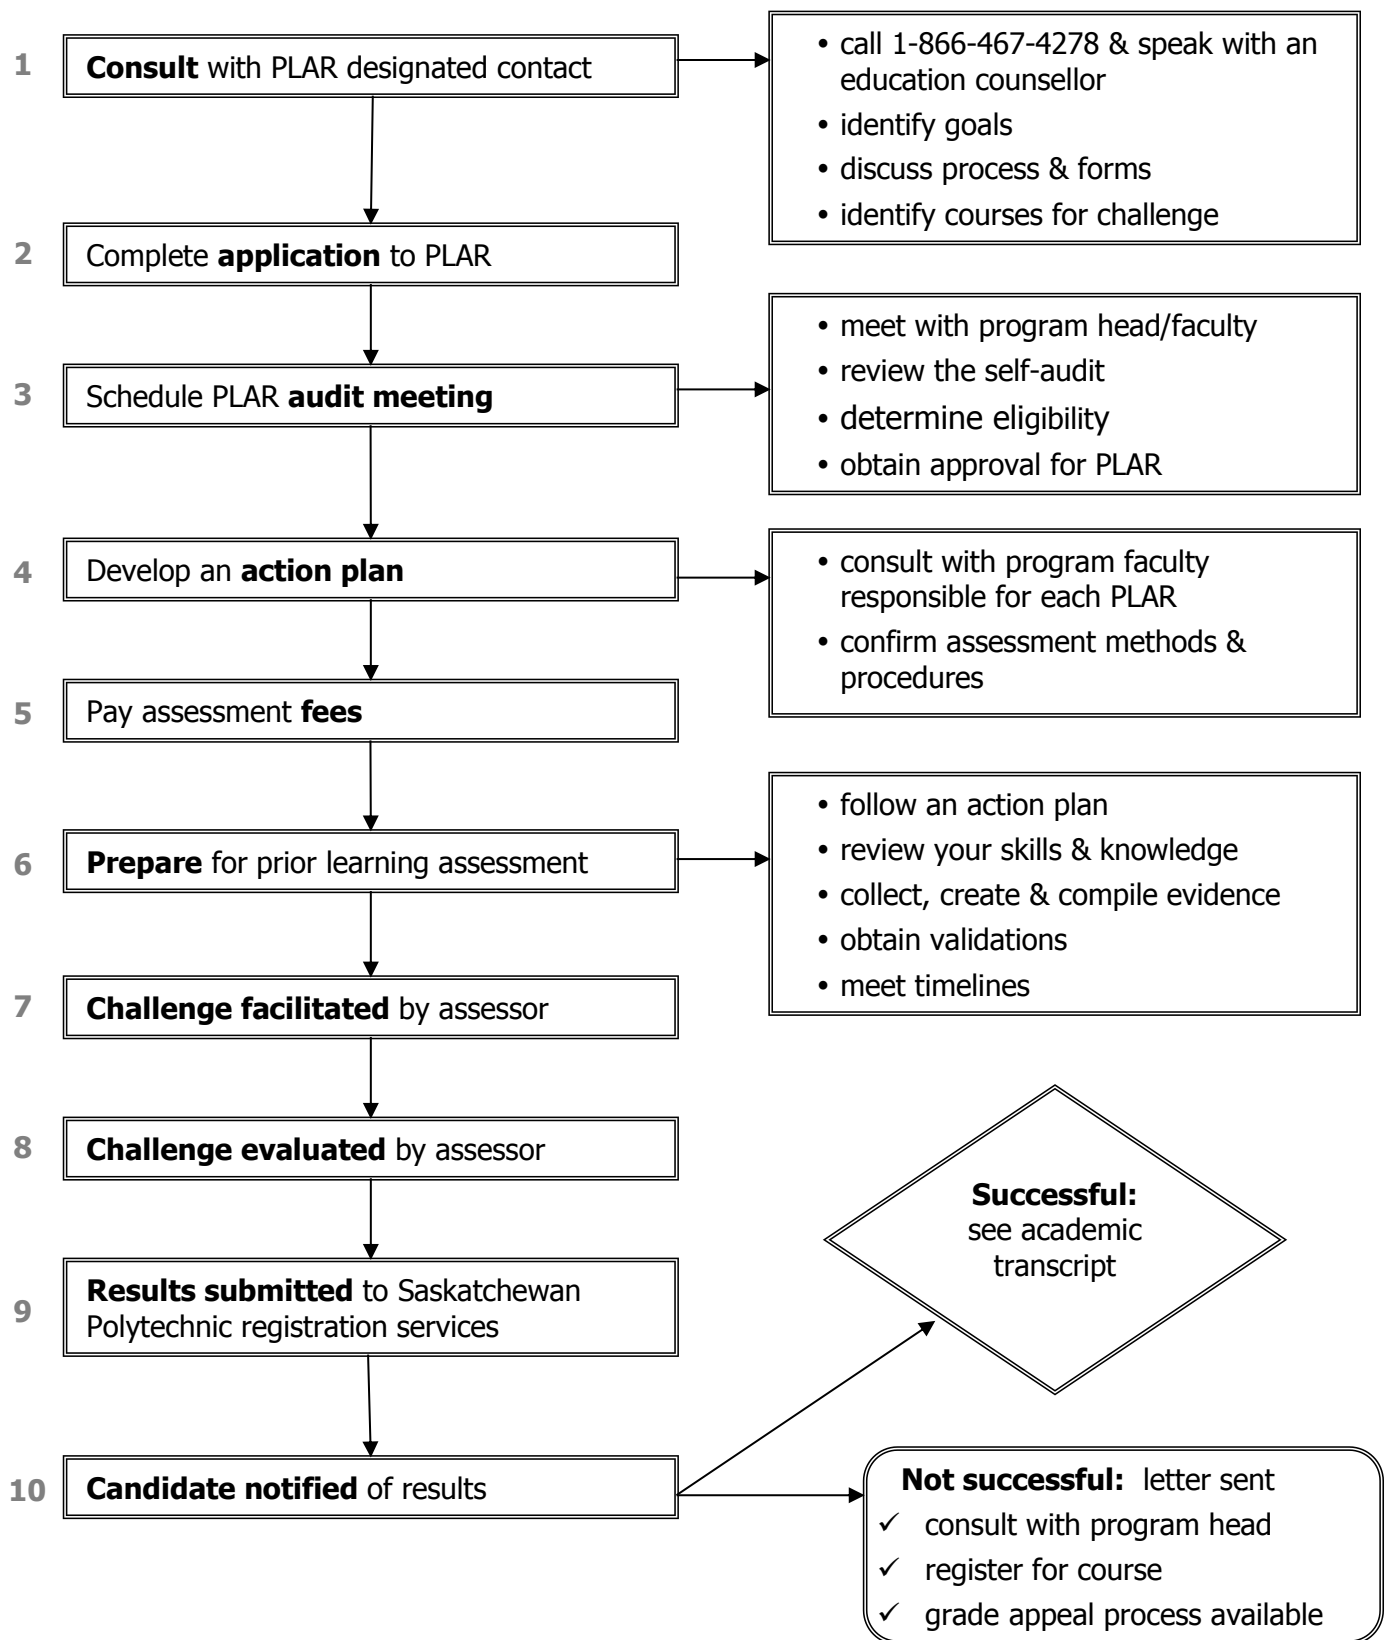 1
Consult with PLAR designated contact
• call 1-866-467-4278 & speak with an
education counsellor
• identify goals
• discuss process & forms
• identify courses for challenge
2
Complete application to PLAR
3
Schedule PLAR audit meeting
• meet with program head/faculty
• review the self-audit
• determine eligibility
• obtain approval for PLAR
4
Develop an action plan
• consult with program faculty
responsible for each PLAR
• confirm assessment methods &
procedures
5
Pay assessment fees
6
Prepare for prior learning assessment
• follow an action plan
• review your skills & knowledge
• collect, create & compile evidence
• obtain validations
• meet timelines
7
Challenge facilitated by assessor
8
Challenge evaluated by assessor
9
Results submitted to Saskatchewan
Polytechnic registration services
10
Candidate notified of results
Successful:
see academic
transcript
Not successful: letter sent
✓ consult with program head
✓ register for course
✓ grade appeal process available